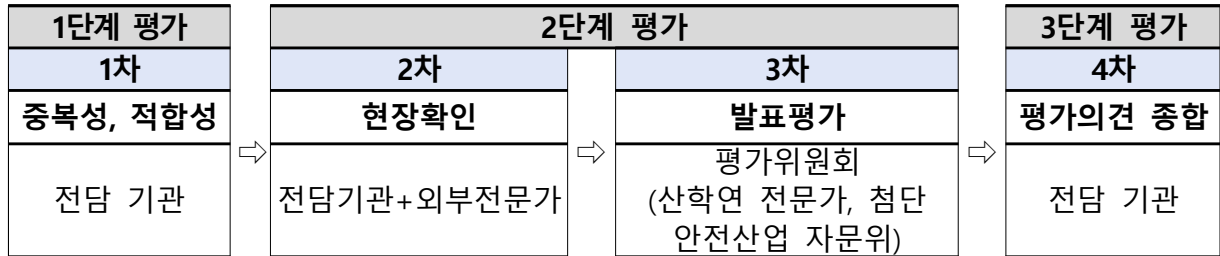 1단계 평가
2단계 평가
3단계 평가
1차
2차
3차
4차
중복성, 적합성
현장확인
발표평가
평가의견 종합
전담 기관
⇨
전담기관+외부전문가
⇨
평가위원회
(산학연 전문가, 첨단
안전산업 자문위)
⇨
전담 기관